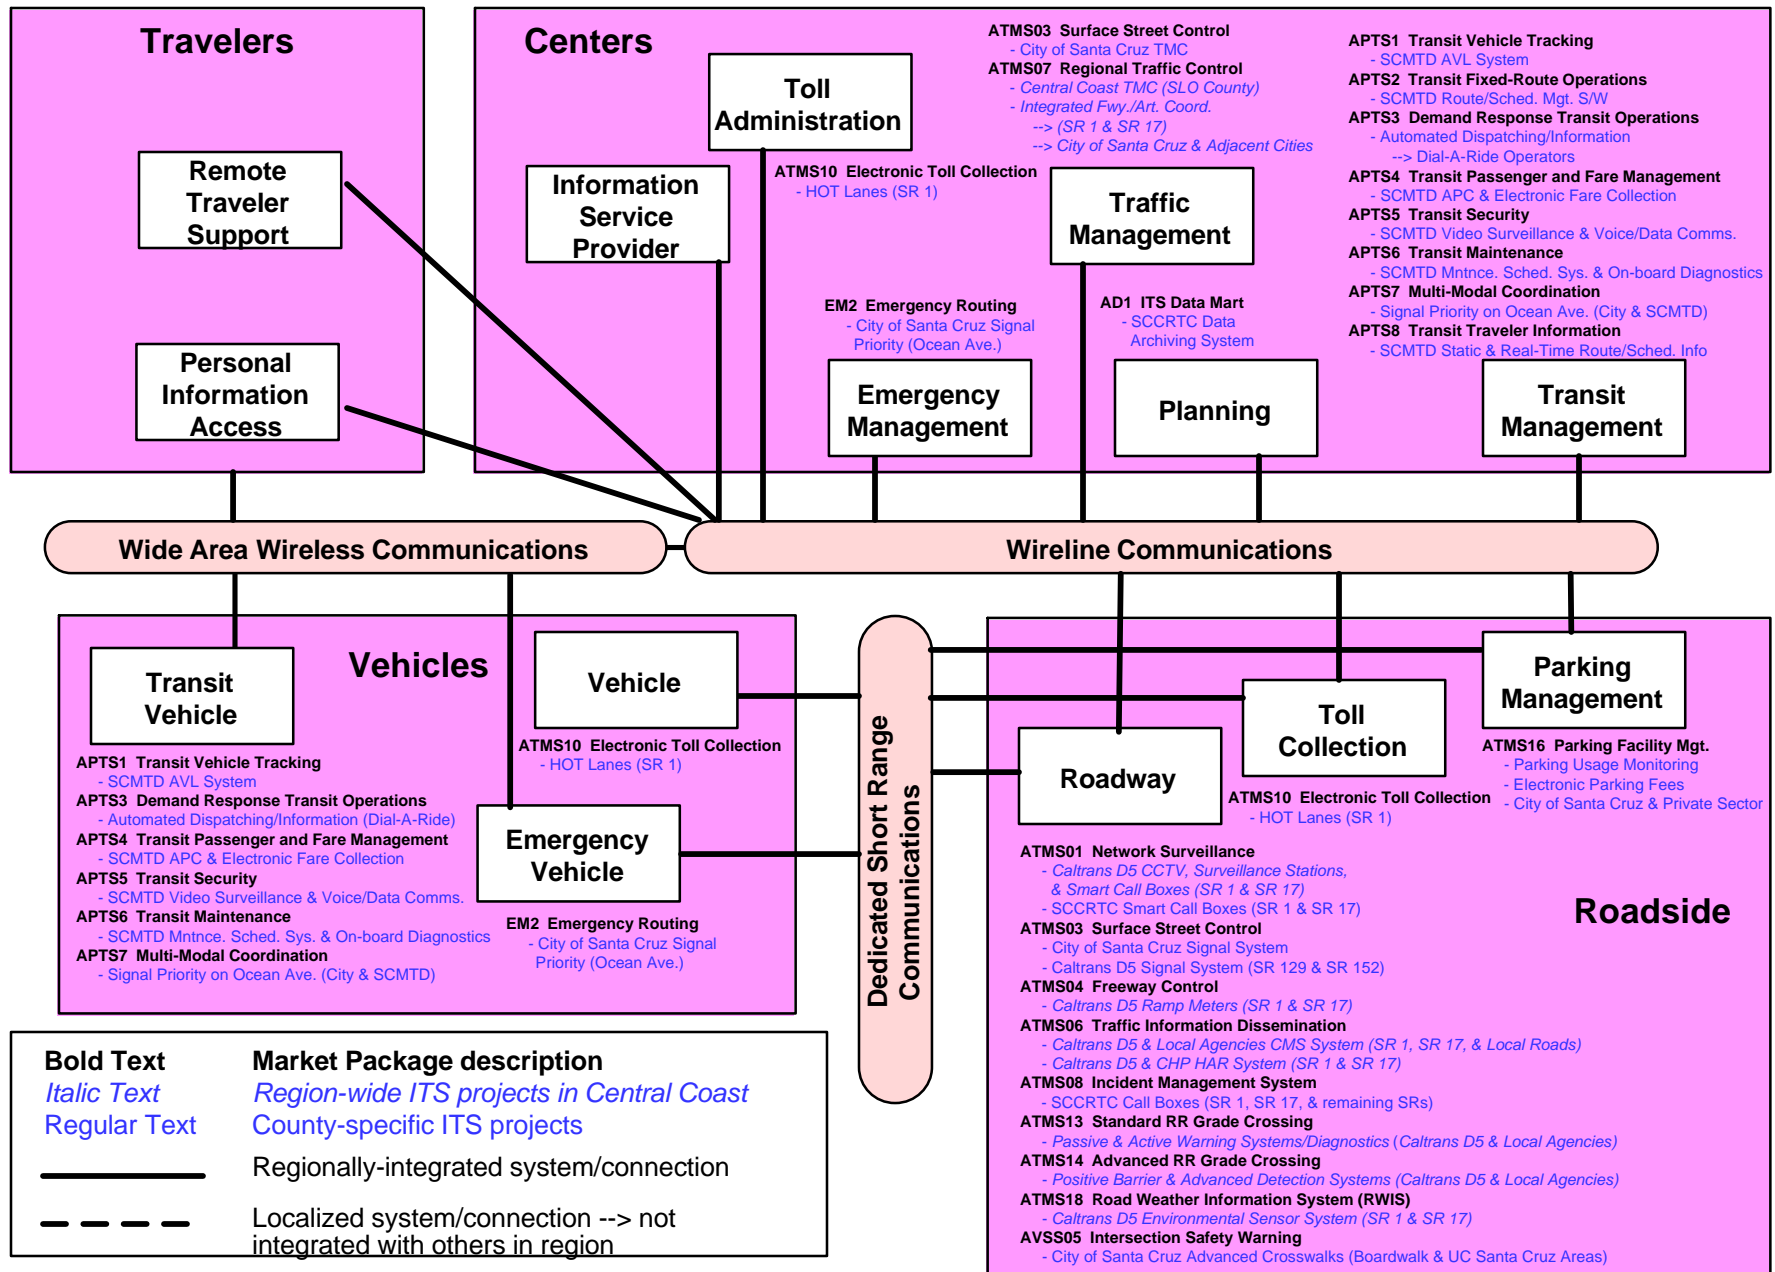 Travelers
Remote
Traveler
Support
Personal
Information
Access
Centers
Toll
Administration
Information
Service
Provider
ATMS10 Electronic Toll Collection
- HOT Lanes (SR 1)
ATMS03 Surface Street Control
- City of Santa Cruz TMC
ATMS07 Regional Traffic Control
- Central Coast TMC (SLO County)
- Integrated Fwy./Art. Coord.
--> (SR 1 & SR 17)
--> City of Santa Cruz & Adjacent Cities
Traffic
Management
EM2 Emergency Routing
- City of Santa Cruz Signal
Priority (Ocean Ave.)
Emergency
Management
AD1 ITS Data Mart
- SCCRTC Data
Archiving System
Planning
APTS1 Transit Vehicle Tracking
- SCMTD AVL System
APTS2 Transit Fixed-Route Operations
- SCMTD Route/Sched. Mgt. S/W
APTS3 Demand Response Transit Operations
- Automated Dispatching/Information
--> Dial-A-Ride Operators
APTS4 Transit Passenger and Fare Management
- SCMTD APC & Electronic Fare Collection
APTS5 Transit Security
- SCMTD Video Surveillance & Voice/Data Comms.
APTS6 Transit Maintenance
- SCMTD Mntnce. Sched. Sys. & On-board Diagnostics
APTS7 Multi-Modal Coordination
- Signal Priority on Ocean Ave. (City & SCMTD)
APTS8 Transit Traveler Information
- SCMTD Static & Real-Time Route/Sched. Info
Transit
Management
Wide Area Wireless Communications
Wireline Communications
Vehicles
Transit
Vehicle
APTS1 Transit Vehicle Tracking
- SCMTD AVL System
APTS3 Demand Response Transit Operations
- Automated Dispatching/Information (Dial-A-Ride)
APTS4 Transit Passenger and Fare Management
- SCMTD APC & Electronic Fare Collection
APTS5 Transit Security
- SCMTD Video Surveillance & Voice/Data Comms.
APTS6 Transit Maintenance
- SCMTD Mntnce. Sched. Sys. & On-board Diagnostics
APTS7 Multi-Modal Coordination
- Signal Priority on Ocean Ave. (City & SCMTD)
Vehicle
ATMS10 Electronic Toll Collection
- HOT Lanes (SR 1)
Emergency
Vehicle
EM2 Emergency Routing
- City of Santa Cruz Signal
Priority (Ocean Ave.)
Dedicated Short Range
Communications
Roadside
Parking
Management
ATMS16 Parking Facility Mgt.
- Parking Usage Monitoring
- Electronic Parking Fees
- City of Santa Cruz & Private Sector
Toll
Collection
ATMS10 Electronic Toll Collection
- HOT Lanes (SR 1)
Roadway
ATMS01 Network Surveillance
- Caltrans D5 CCTV, Surveillance Stations,
& Smart Call Boxes (SR 1 & SR 17)
- SCCRTC Smart Call Boxes (SR 1 & SR 17)
ATMS03 Surface Street Control
- City of Santa Cruz Signal System
- Caltrans D5 Signal System (SR 129 & SR 152)
ATMS04 Freeway Control
- Caltrans D5 Ramp Meters (SR 1 & SR 17)
ATMS06 Traffic Information Dissemination
- Caltrans D5 & Local Agencies CMS System (SR 1, SR 17, & Local Roads)
- Caltrans D5 & CHP HAR System (SR 1 & SR 17)
ATMS08 Incident Management System
- SCCRTC Call Boxes (SR 1, SR 17, & remaining SRs)
ATMS13 Standard RR Grade Crossing
- Passive & Active Warning Systems/Diagnostics (Caltrans D5 & Local Agencies)
ATMS14 Advanced RR Grade Crossing
- Positive Barrier & Advanced Detection Systems (Caltrans D5 & Local Agencies)
ATMS18 Road Weather Information System (RWIS)
- Caltrans D5 Environmental Sensor System (SR 1 & SR 17)
AVSS05 Intersection Safety Warning
- City of Santa Cruz Advanced Crosswalks (Boardwalk & UC Santa Cruz Areas)
Bold Text Market Package description
Italic Text Region-wide ITS projects in Central Coast
Regular Text County-specific ITS projects
Regionally-integrated system/connection
Localized system/connection --> not
integrated with others in region